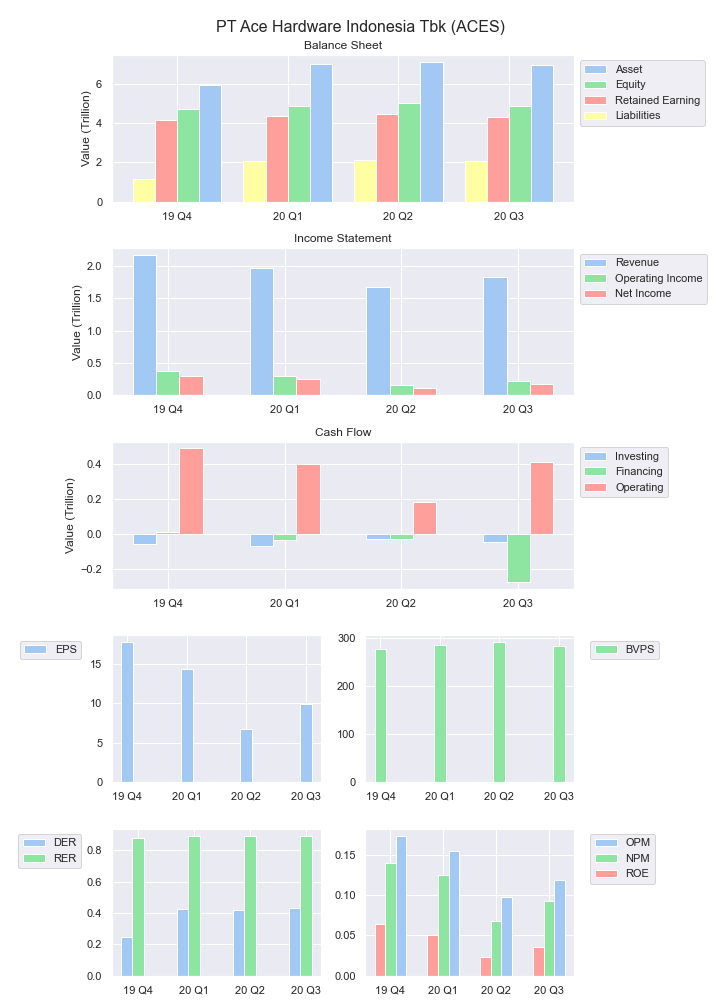 PT Ace Hardware Indonesia Tbk (ACES)
Balance Sheet
Value (Trillion)
6
4
2
0
19 Q4 20 Q1 20 Q2 20 Q3
Asset
Equity
Retained Earning
Liabilities
Income Statement
Value (Trillion)
2.0
1.5
1.0
0.5
0.0
19 Q4 20 Q1 20 Q2 20 Q3
Revenue
Operating Income
Net Income
Cash Flow
Value (Trillion)
0.4
0.2
0.0
−0.2
19 Q4 20 Q1 20 Q2 20 Q3
Investing
Financing
Operating
EPS
15
10
5
0
19 Q4 20 Q1 20 Q2 20 Q3
300
200
100
0
19 Q4 20 Q1 20 Q2 20 Q3
BVPS
DER
RER
0.8
0.6
0.4
0.2
0.0
19 Q4 20 Q1 20 Q2 20 Q3
0.15
0.10
0.05
0.00
19 Q4 20 Q1 20 Q2 20 Q3
OPM
NPM
ROE